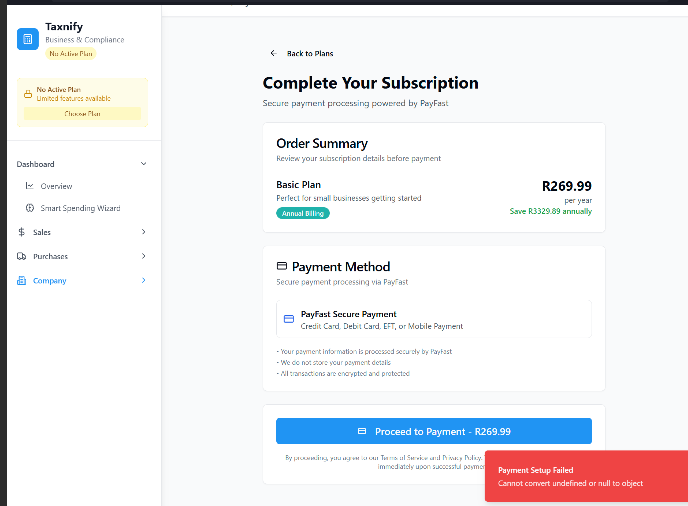 Taxnify
Business & Compliance
No Active Plan
No Active Plan
Limited features available
Choose Plan
Dashboard
Overview
Smart Spending Wizard
Sales
Purchases
Company
Back to Plans
Complete Your Subscription
Secure payment processing powered by PayFast
Order Summary
Review your subscription details before payment
Basic Plan
Perfect for small businesses getting started
Annual Billing
R269.99
per year
Save R3329.89 annually
Payment Method
Secure payment processing via PayFast
PayFast Secure Payment
Credit Card, Debit Card, EFT, or Mobile Payment
• Your payment information is processed securely by PayFast
• We do not store your payment details
• All transactions are encrypted and protected
Proceed to Payment - R269.99
By proceeding, you agree to our Terms of Service and Privacy Policy.
immediately upon successful
Payment Setup Failed
Cannot convert undefined or null to object